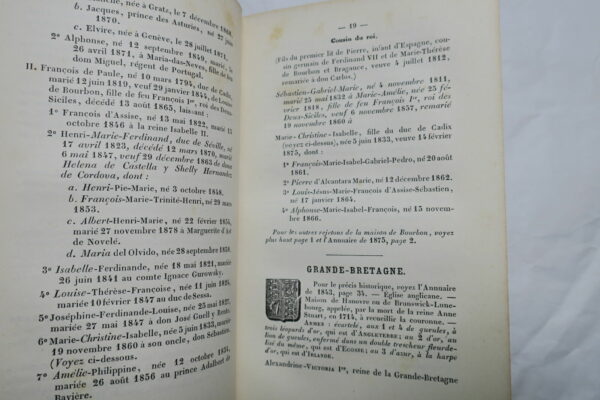 b. Jacques, prince des Asturies, né
1870.
c. Elvire, née à Genève, le 28 juillet 1871.
2° Alphonse, né 12 septembre 1849, marié
26 avril 1871, à Maria-das-Neves, fille de
dom Miguel, régent de Portugal.
II. François de Paule, né 10 mars 1794, duc de Cadix,
marié 12 juin 1819, veuf 29 janvier 1844, de Louise
de Bourbon, fille de feu François Iᵉʳ, roi des Deux-
Siciles, décédé 13 août 1865, laissant :
1° François d'Assise, né 13 mai 1822, marié
octobre 1846 à la reine Isabelle II.
2° Henri-Marie-Ferdinand, duc de Séville, né
17 avril 1823, décédé 12 mars 1870, marié
6 mai 1847, veuf 29 décembre 1863 de dona
Helena de Castella y Shelly Hernandez
de Cordova, dont :
a. Henri-Pie-Marie, né 3 octobre 1848.
b. François-Marie-Trinité-Henri, né 29 mars
1853.
c. Albert-Henri-Marie, né 22 février 1854,
marié 27 novembre 1878 à Marguerite d'Ast
de Novelé.
d. Maria del Olvido, née 28 septembre
3° Isabelle-Ferdinande, née 18 mai 1821, mariée
26 juin 1841 au comte Ignace Gurowsky.
4° Louise-Thérèse-Françoise, née 11 juin 1824,
mariée 10 février 1847 au duc de Sesa.
5° Joséphine-Ferdinande-Louise, née 25 mai 1827,
mariée 27 mai 1847 à don José Guell y Rente.
6° Marie-Christine-Isabelle, née 5 juin 1833, mariée
19 novembre 1860 à son oncle, don Sébastien
(Voyez ci-dessous.
7° Amélie-Philippine, née 12 octobre 1834,
mariée 26 août 1856 au prince Adalbert de
Bavière.
— 19 —
Cousin du roi.
(Fils du premier lit de Pierre, infant d'Espagne, cou-
sin germain de Ferdinand VII et de Marie-Thérèse
de Bourbon et Bragance, veuve 4 juillet 1812,
remariée à don Carlos.)
Sébastien-Gabriel-Marie, né 4 novembre 1811,
marié 25 mai 1832 à Marie-Amélie, née 25 fé-
vrier 1818, fille de feu François Iᵉʳ, roi des
Deux-Siciles, veuf 6 novembre 1857, remarié
19 novembre 1860 à
Marie-Christine-Isabelle, fille du duc de Cadix
(voyez ci-dessus), née 5 juin 1833, veuve 14 février
1875, dont :
1° François-Marie-Isabel-Gabriel-Pedro, né 20 août
1861.
2° Pierre d'Alcantara Marie, né 12 décembre 1862.
3° Louis-Jésus-Marie-François d'Assise-Sébastien,
né 17 janvier 1864.
4° Alphonse-Marie-Isabel-François, né 15 novem-
bre 1866.
Pour les autres rejetons de la maison de Bourbon, voyez
plus haut page 1 et l'Annuaire de 1875, page 2.
GRANDE-BRETAGNE.
Pour le précis historique, voyez l'Annuaire
de 1843, page 34. — Église anglicane. —
Maison de Hanovre ou de Brunswick-Lune-
bourg, appelée, par la mort de la reine Anne
Stuart, en 1714, à recueillir la couronne. —
ARMES : écartelé, aux 1 et 4 de gueules, à
trois léopards d'or, qui est d'ANGLETERRE; au 2 d'or, au
lion de gueules, enfermé dans un double trescheur fleurde-
lisé du même, qui est d'ECOSSE; au 3 d'azur, à la harpe
d'or, qui est d'IRLANDE.
Alexandrine-VICTORIA Iʳᵉ, reine de la Grande-Bretagne